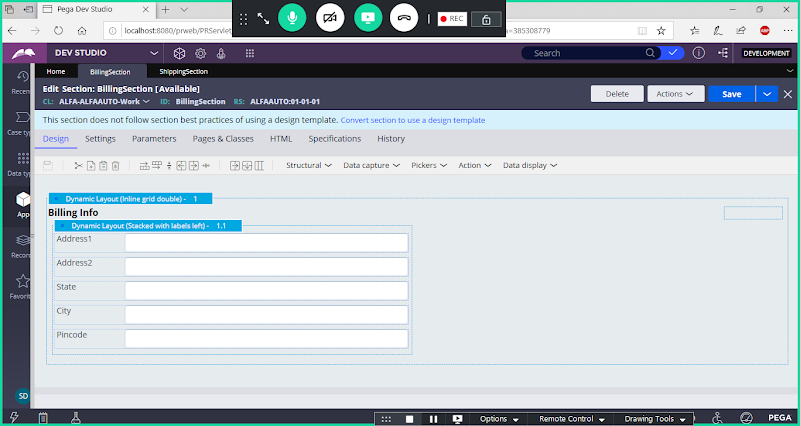 Pega Dev Studio
localhost:8080/prweb/PRServlet
=385308779
REC
DEV STUDIO
Search
DEVELOPMENT
Home BillingSection ShippingSection
Edit Section: BillingSection [Available]
CL: ALFA-ALFAAUTO-Work ID: BillingSection RS: ALFAAUTO:01-01-01
Delete Actions Save
This section does not follow section best practices of using a design template. Convert section to use a design template
Design Settings Parameters Pages & Classes HTML Specifications History
Structural Data capture Pickers Action Data display
Recen
Case typ
Data typ
App
Record
Favorit
SD
Dynamic Layout (Inline grid double) - 1
Billing Info
Dynamic Layout (Stacked with labels left) - 1.1
Address1
Address2
State
City
Pincode
Options Remote Control Drawing Tools
PEGA